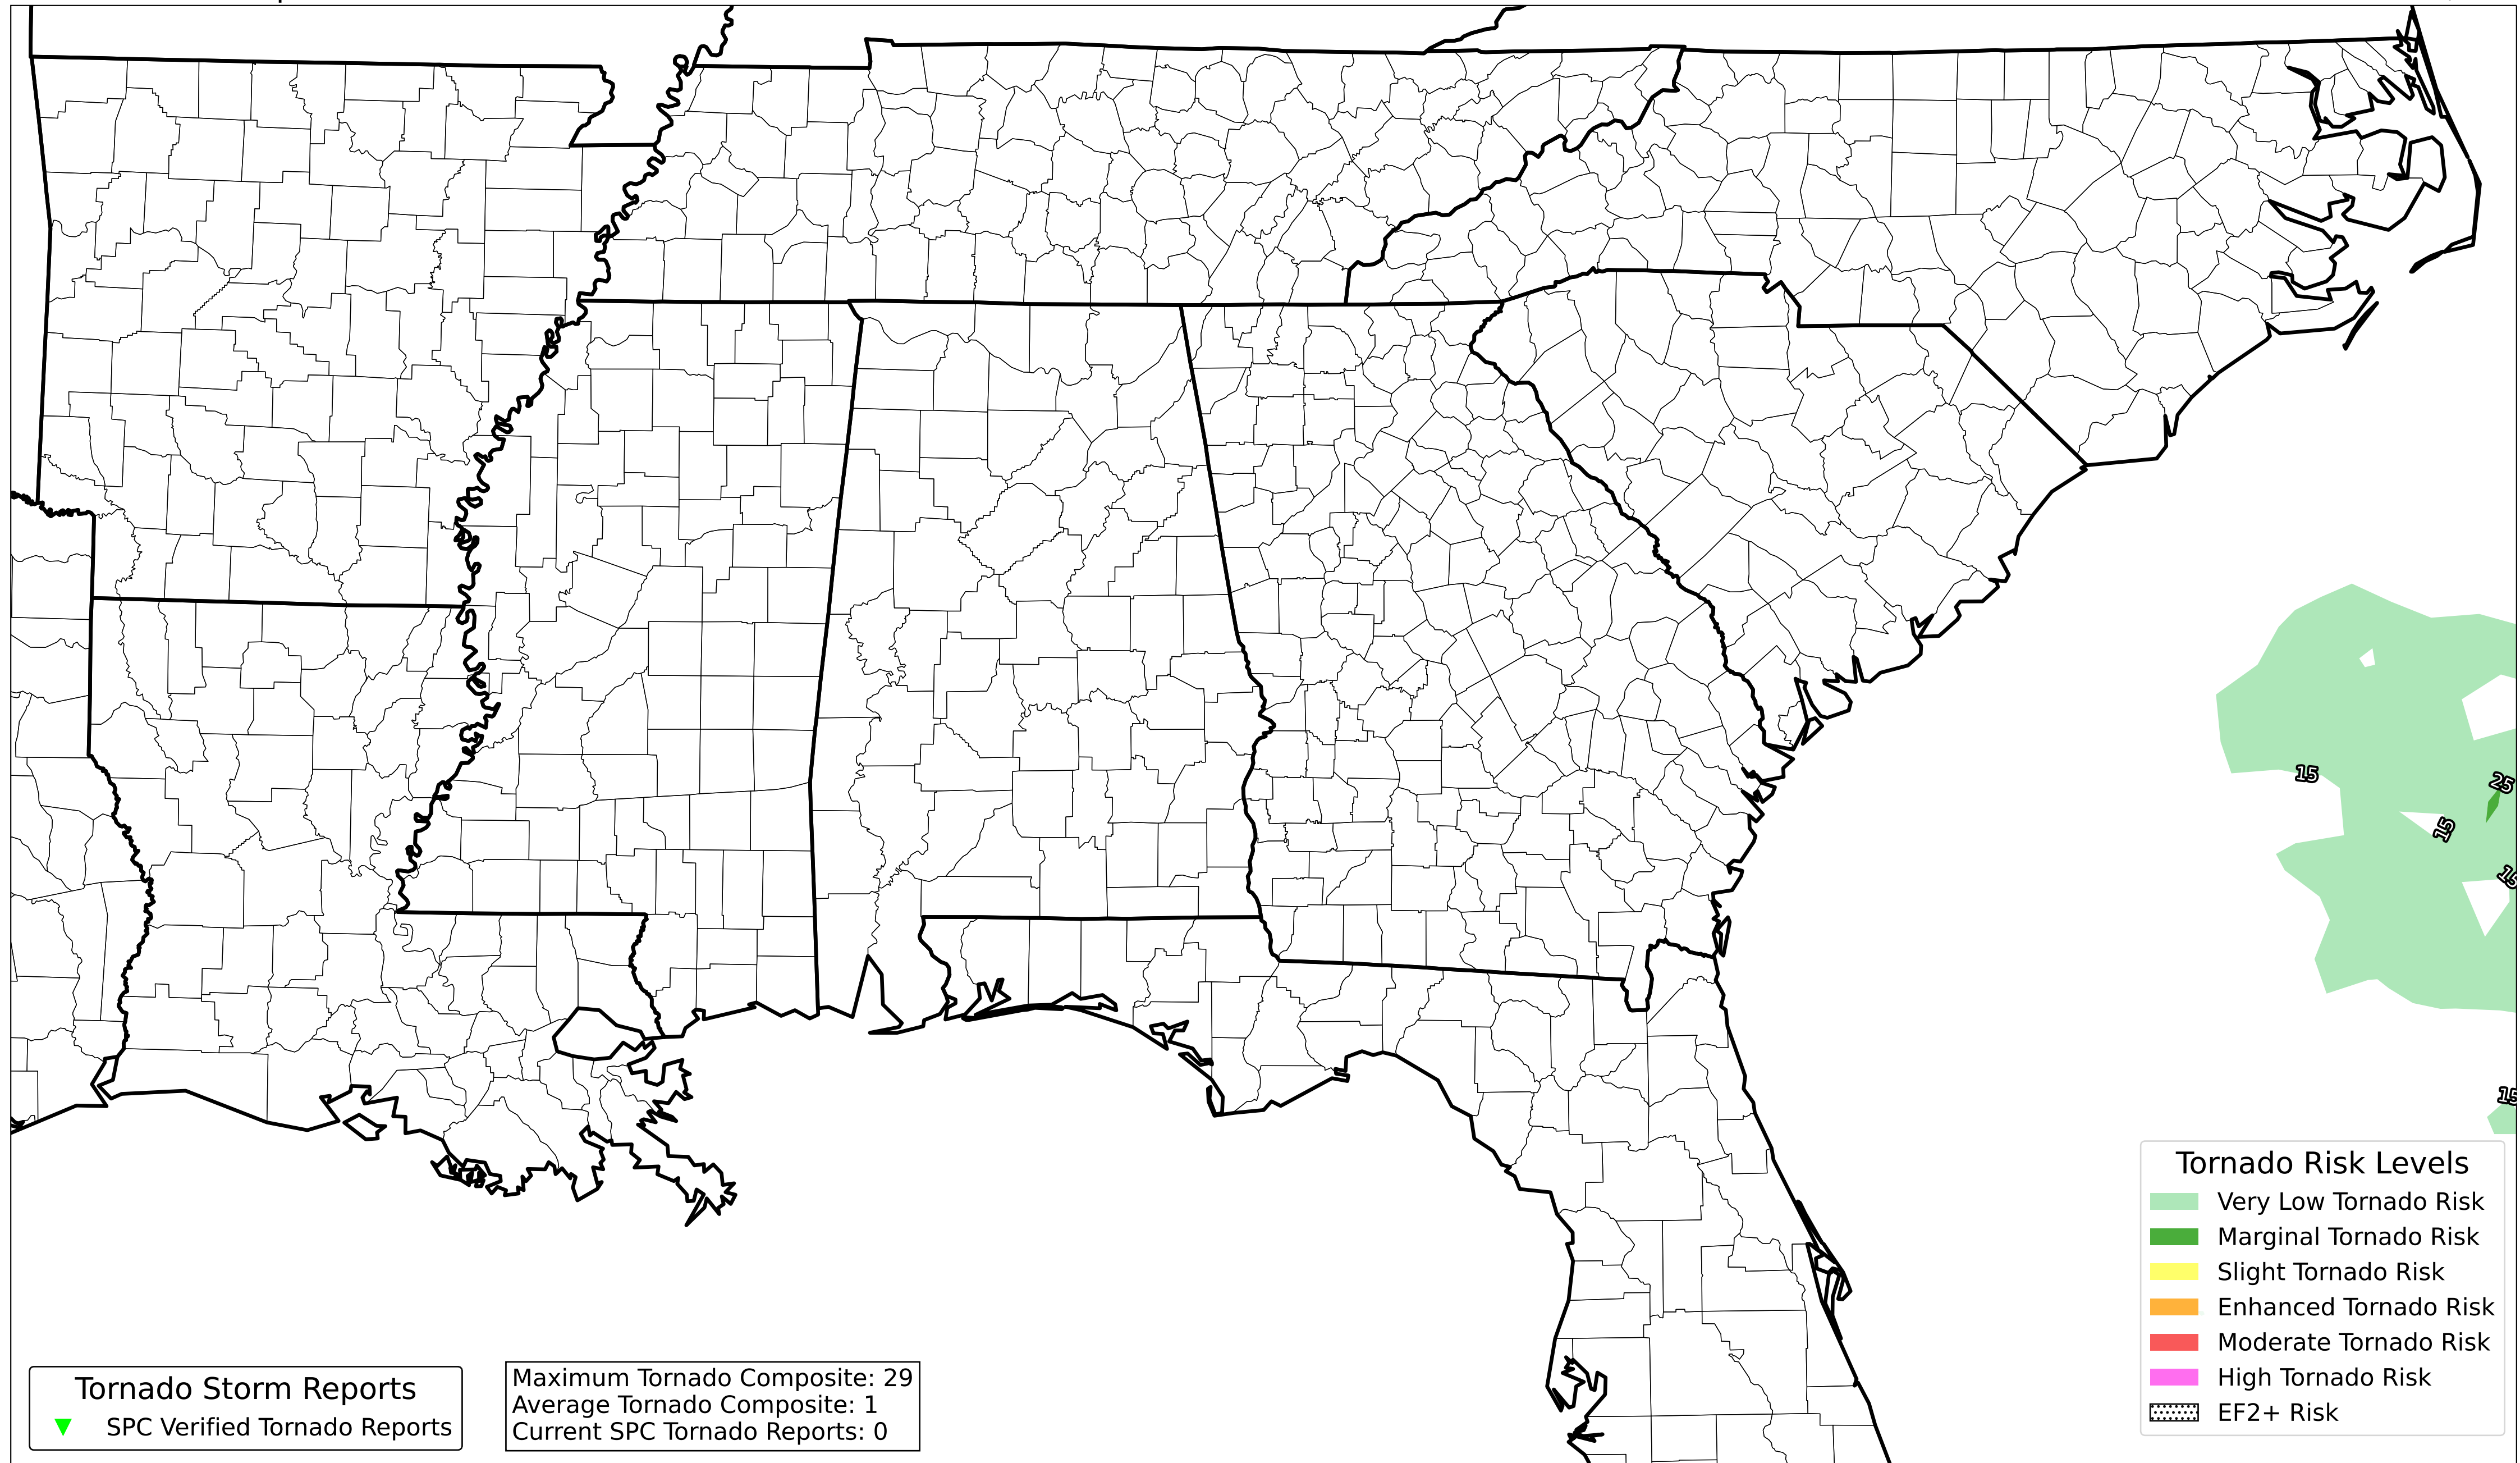 15
25
15
15
15
Tornado Risk Levels
Very Low Tornado Risk
Marginal Tornado Risk
Slight Tornado Risk
Enhanced Tornado Risk
Moderate Tornado Risk
High Tornado Risk
EF2+ Risk
Tornado Storm Reports
SPC Verified Tornado Reports
Maximum Tornado Composite: 29
Average Tornado Composite: 1
Current SPC Tornado Reports: 0